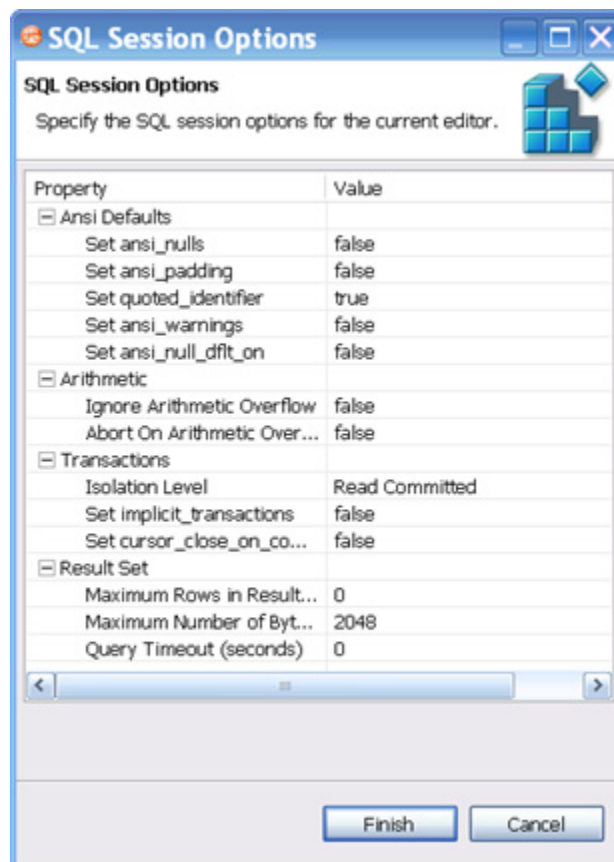 SQL Session Options
SQL Session Options
Specify the SQL session options for the current editor.
Property Value
Ansi Defaults
Set ansi_nulls false
Set ansi_padding false
Set quoted_identifier true
Set ansi_warnings false
Set ansi_null_dflt_on false
Arithmetic
Ignore Arithmetic Overflow false
Abort On Arithmetic Over... false
Transactions
Isolation Level Read Committed
Set implicit_transactions false
Set cursor_close_on_co... false
Result Set
Maximum Rows in Result... 0
Maximum Number of Byt... 2048
Query Timeout (seconds) 0
Finish Cancel